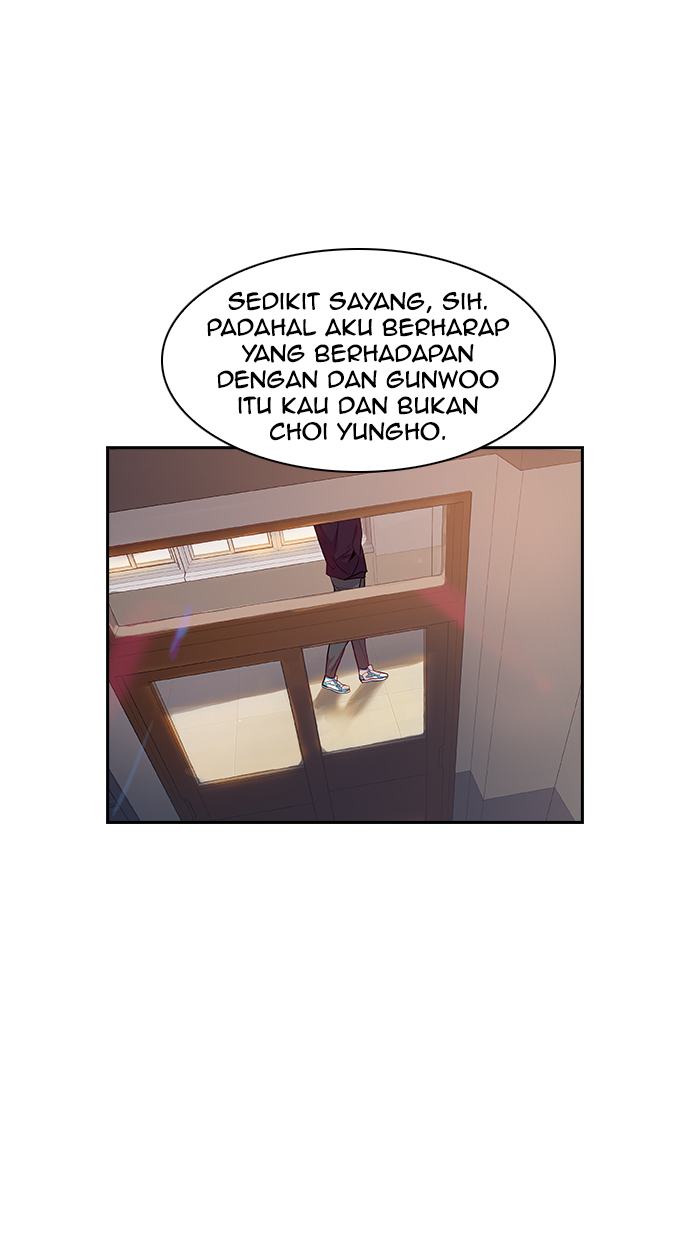 SEDIKIT SAYANG, SIH.
PADAHAL AKU BERHARAP
YANG BERHADAPAN
DENGAN DAN GUNWOO
ITU KAU DAN BUKAN
CHOI YUNGHO.